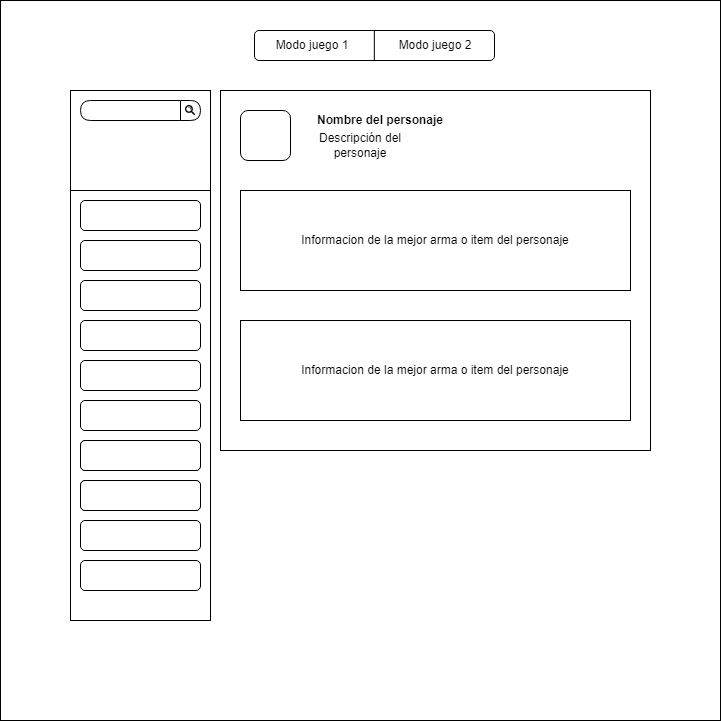 Modo juego 1
Modo juego 2
Nombre del personaje
Descripción del
personaje
Informacion de la mejor arma o item del personaje
Informacion de la mejor arma o item del personaje